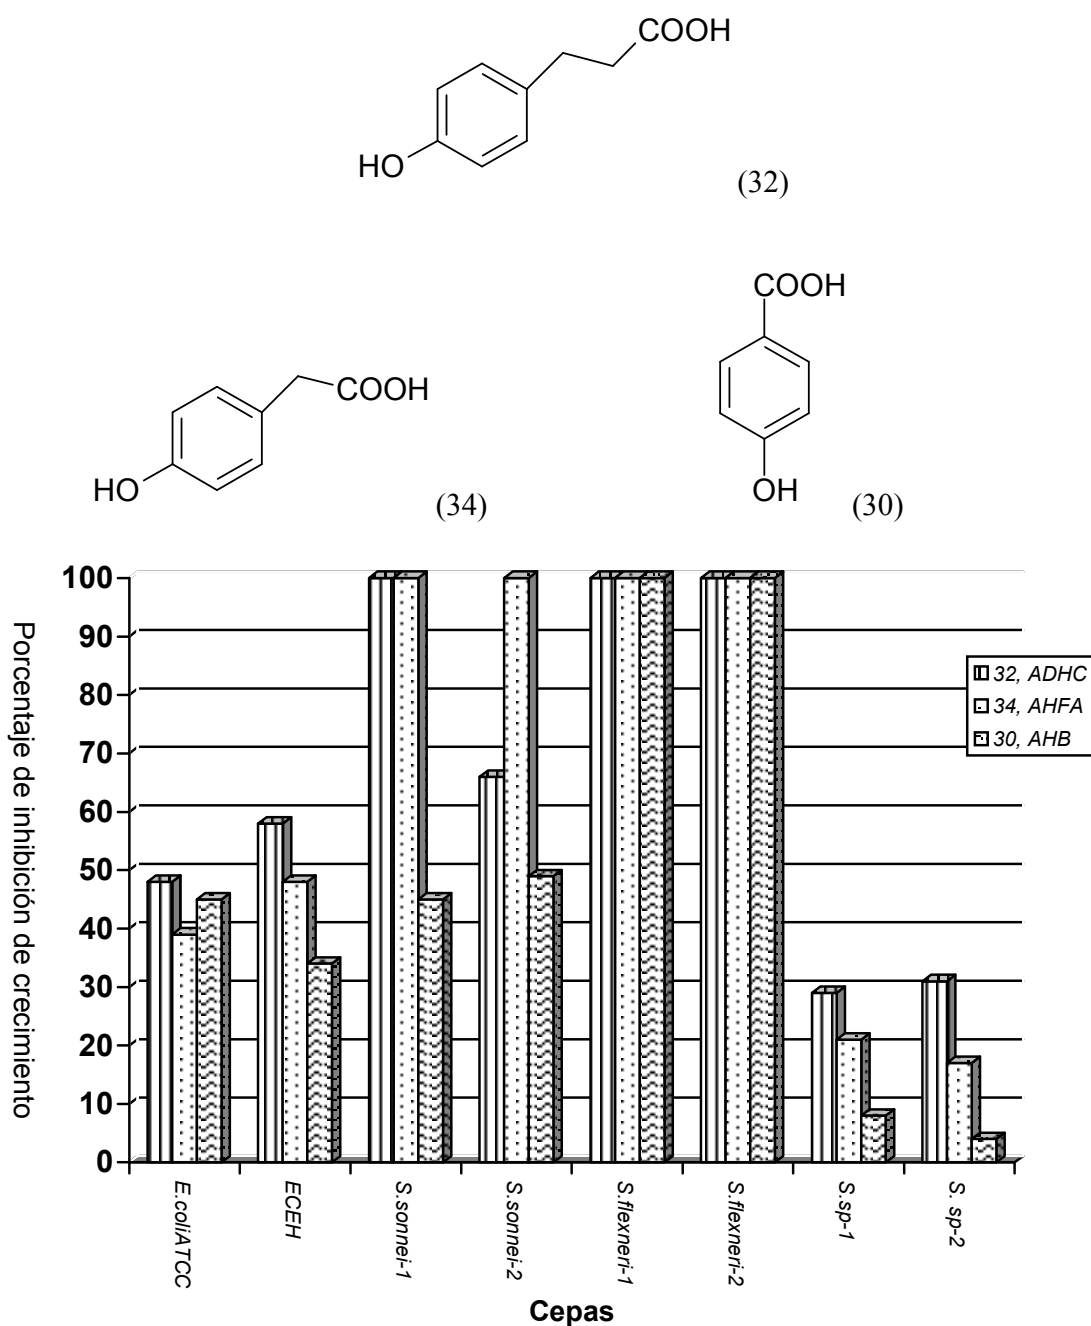 COOH
HO
(32)
COOH
COOH
HO
(34)
OH
(30)
Porcentaje de inhibición de crecimiento
100
90
80
70
60
50
40
30
20
10
0
32, ADHC
34, AHFA
30, AHB
E.coliATCC
ECEH
S.sonnei-1
S.sonnei-2
S.flexneri-1
S.flexneri-2
S.sp-1
S. sp-2
Cepas